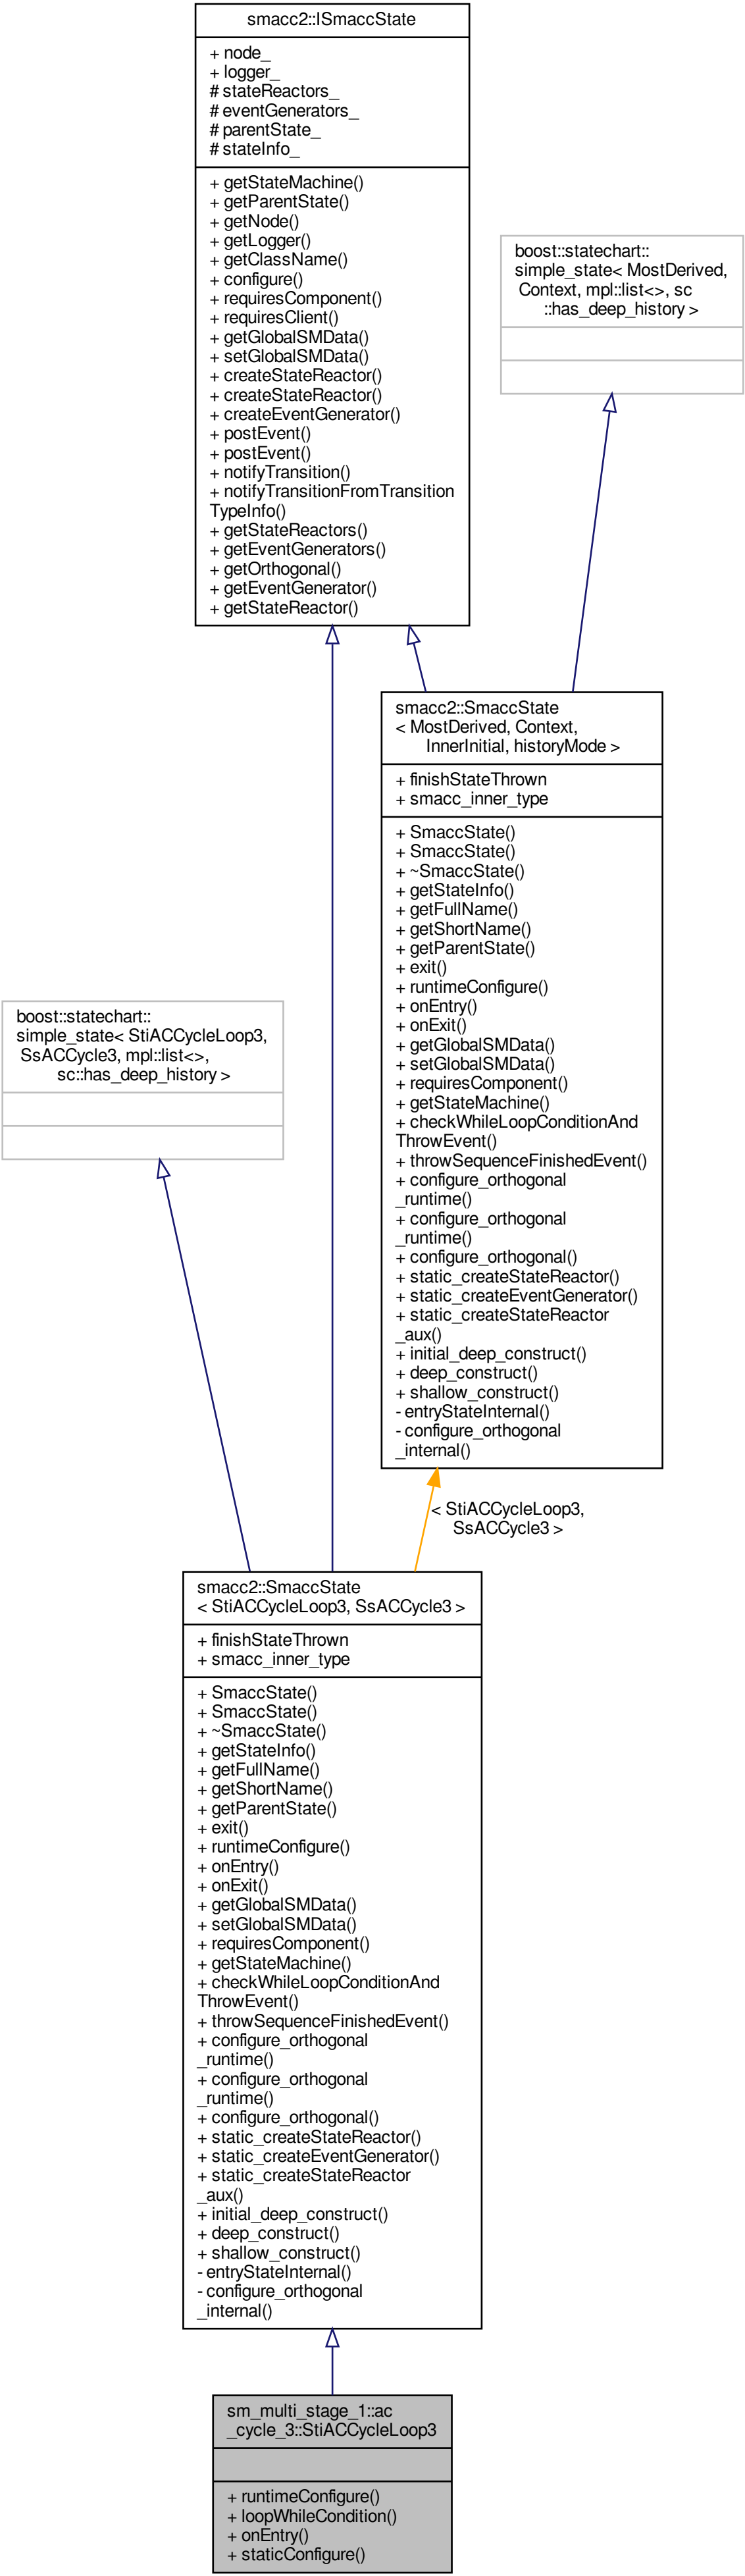 smacc2::ISmaccState
+ node_
+ logger_
# stateReactors_
# eventGenerators_
# parentState_
# stateInfo_
+ getStateMachine()
+ getParentState()
+ getNode()
+ getLogger()
+ getClassName()
+ configure()
+ requiresComponent()
+ requiresClient()
+ getGlobalSMData()
+ setGlobalSMData()
+ createStateReactor()
+ createStateReactor()
+ createEventGenerator()
+ postEvent()
+ postEvent()
+ notifyTransition()
+ notifyTransitionFromTransition
TypeInfo()
+ getStateReactors()
+ getEventGenerators()
+ getOrthogonal()
+ getEventGenerator()
+ getStateReactor()
boost::statechart::
simple_state< MostDerived,
Context, mpl::list<>, sc
::has_deep_history >
smacc2::SmaccState
< MostDerived, Context,
InnerInitial, historyMode >
+ finishStateThrown
+ smacc_inner_type
+ SmaccState()
+ SmaccState()
+ ~SmaccState()
+ getStateInfo()
+ getFullName()
+ getShortName()
+ getParentState()
+ exit()
+ runtimeConfigure()
+ onEntry()
+ onExit()
+ getGlobalSMData()
+ setGlobalSMData()
+ requiresComponent()
+ getStateMachine()
+ checkWhileLoopConditionAnd
ThrowEvent()
+ throwSequenceFinishedEvent()
+ configure_orthogonal
_runtime()
+ configure_orthogonal
_runtime()
+ configure_orthogonal()
+ static_createStateReactor()
+ static_createEventGenerator()
+ static_createStateReactor
_aux()
+ initial_deep_construct()
+ deep_construct()
+ shallow_construct()
- entryStateInternal()
- configure_orthogonal
_internal()
boost::statechart::
simple_state< StiACCycleLoop3,
SsACCycle3, mpl::list<>,
sc::has_deep_history >
< StiACCycleLoop3,
SsACCycle3 >
smacc2::SmaccState
< StiACCycleLoop3, SsACCycle3 >
+ finishStateThrown
+ smacc_inner_type
+ SmaccState()
+ SmaccState()
+ ~SmaccState()
+ getStateInfo()
+ getFullName()
+ getShortName()
+ getParentState()
+ exit()
+ runtimeConfigure()
+ onEntry()
+ onExit()
+ getGlobalSMData()
+ setGlobalSMData()
+ requiresComponent()
+ getStateMachine()
+ checkWhileLoopConditionAnd
ThrowEvent()
+ throwSequenceFinishedEvent()
+ configure_orthogonal
_runtime()
+ configure_orthogonal
_runtime()
+ configure_orthogonal()
+ static_createStateReactor()
+ static_createEventGenerator()
+ static_createStateReactor
_aux()
+ initial_deep_construct()
+ deep_construct()
+ shallow_construct()
- entryStateInternal()
- configure_orthogonal
_internal()
sm_multi_stage_1::ac
_cycle_3::StiACCycleLoop3
+ runtimeConfigure()
+ loopWhileCondition()
+ onEntry()
+ staticConfigure()